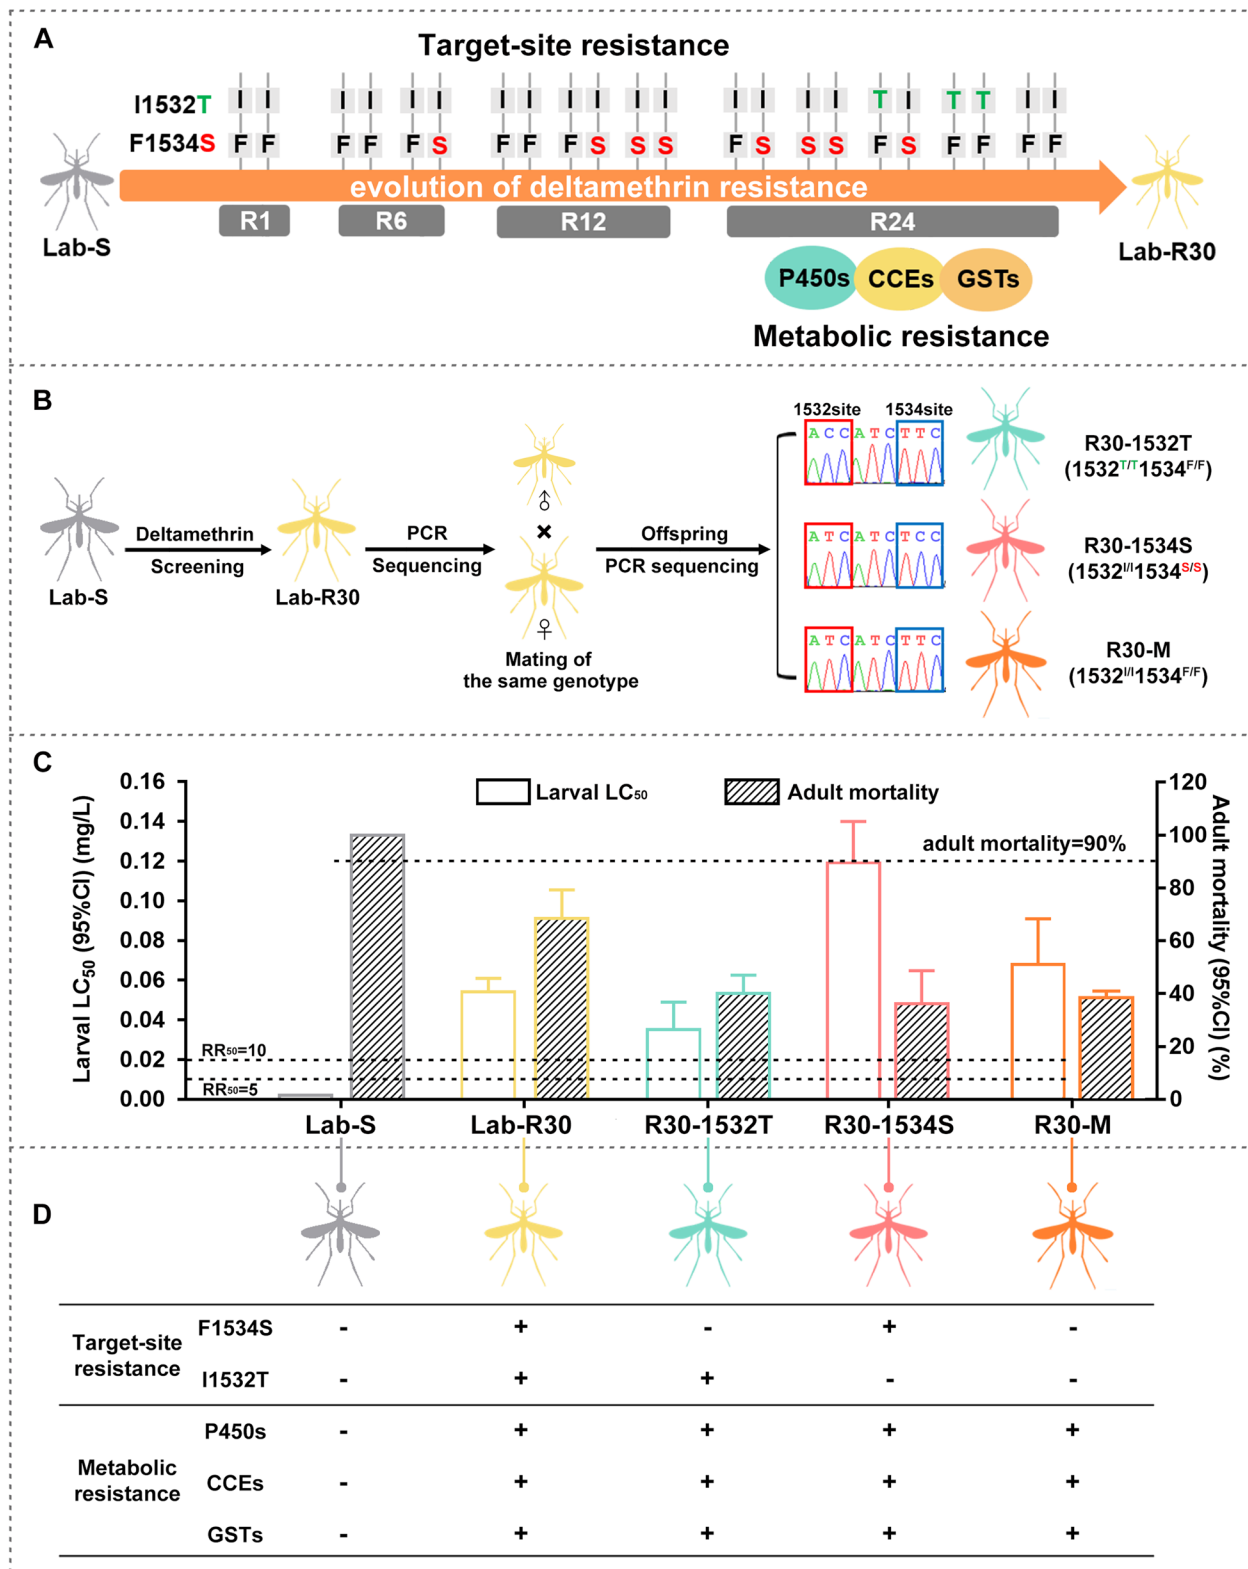 A
Target-site resistance
I1532T
I I I I I I I I I I I I I I I I T I T T I I
F1534S
F F F F F S F F F S S S F S S S F S F F F F
evolution of deltamethrin resistance
R1 R6 R12 R24
Lab-S
Lab-R30
P450s CCEs GSTs
Metabolic resistance
B
Lab-S
Deltamethrin
Screening
Lab-R30
PCR
Sequencing
♂
×
♀
Mating of
the same genotype
Offspring
PCR sequencing
1532site 1534site
A C C A T C T T C
R30-1532T
(1532T/T1534F/F)
A T C A T C T C C
R30-1534S
(1532I/I1534S/S)
A T C A T C T T C
R30-M
(1532I/I1534F/F)
C
Larval LC50 (95%CI) (mg/L)
0.16
0.14
0.12
0.10
0.08
0.06
0.04
0.02
0.00
Larval LC50 Adult mortality
adult mortality=90%
RR50=10
RR50=5
120
100
80
60
40
20
0
Adult mortality (95%CI) (%)
Lab-S Lab-R30 R30-1532T R30-1534S R30-M
D
Target-site
resistance
F1534S - + - + -
I1532T - + + - -
Metabolic
resistance
P450s - + + + +
CCEs - + + + +
GSTs - + + + +